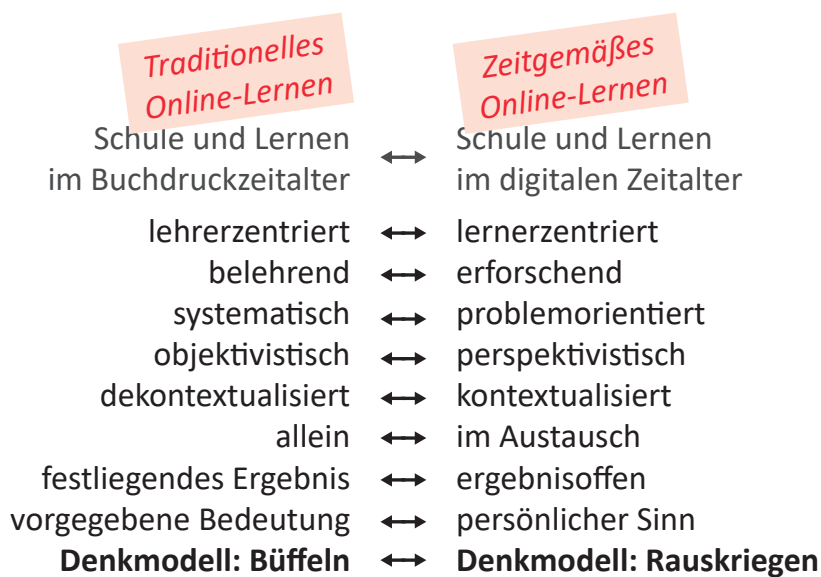 Traditionelles
Online-Lernen
Zeitgemäßes
Online-Lernen
Schule und Lernen
im Buchdruckzeitalter
Schule und Lernen
im digitalen Zeitalter
lehrerzentriert ↔ lernerzentriert
belehrend ↔ erforschend
systematisch ↔ problemorientiert
objektivistisch ↔ perspektivistisch
dekontextualisiert ↔ kontextualisiert
allein ↔ im Austausch
festliegendes Ergebnis ↔ ergebnisoffen
vorgegebene Bedeutung ↔ persönlicher Sinn
Denkmodell: Büffeln ↔ Denkmodell: Rauskriegen